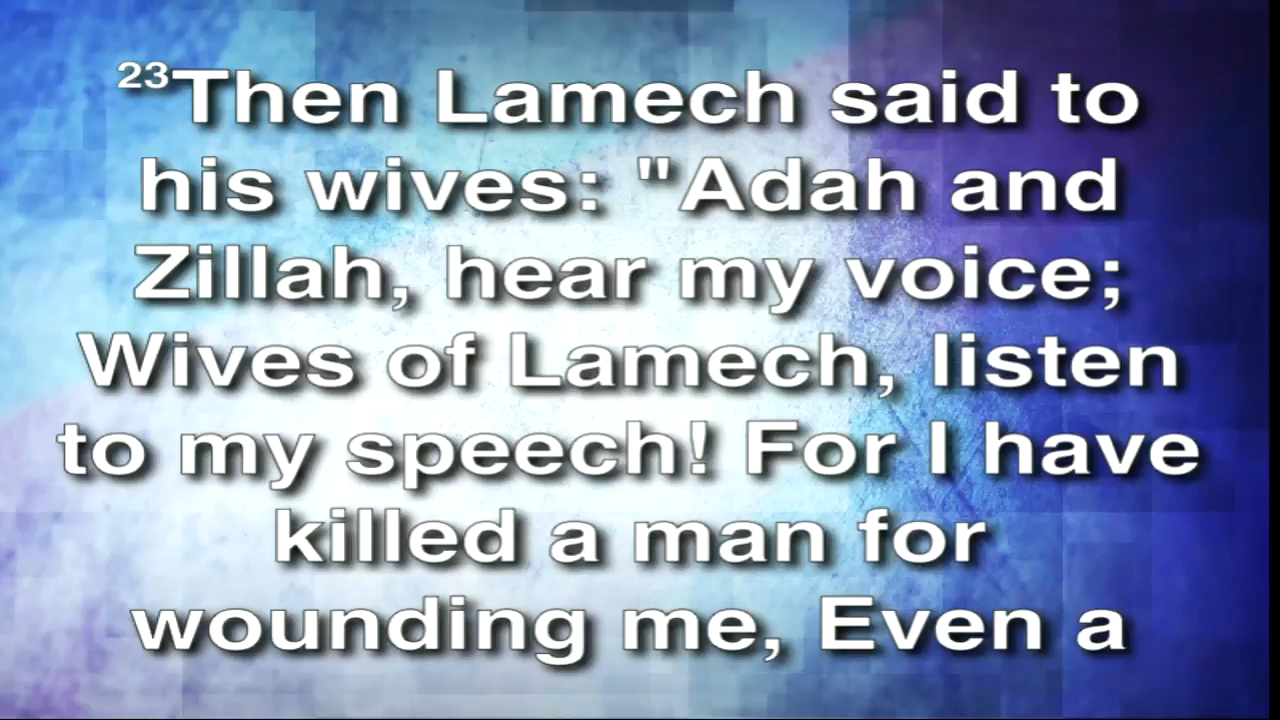 23Then Lamech said to
his wives: "Adah and
Zillah, hear my voice;
Wives of Lamech, listen
to my speech! For I have
killed a man for
wounding me, Even a